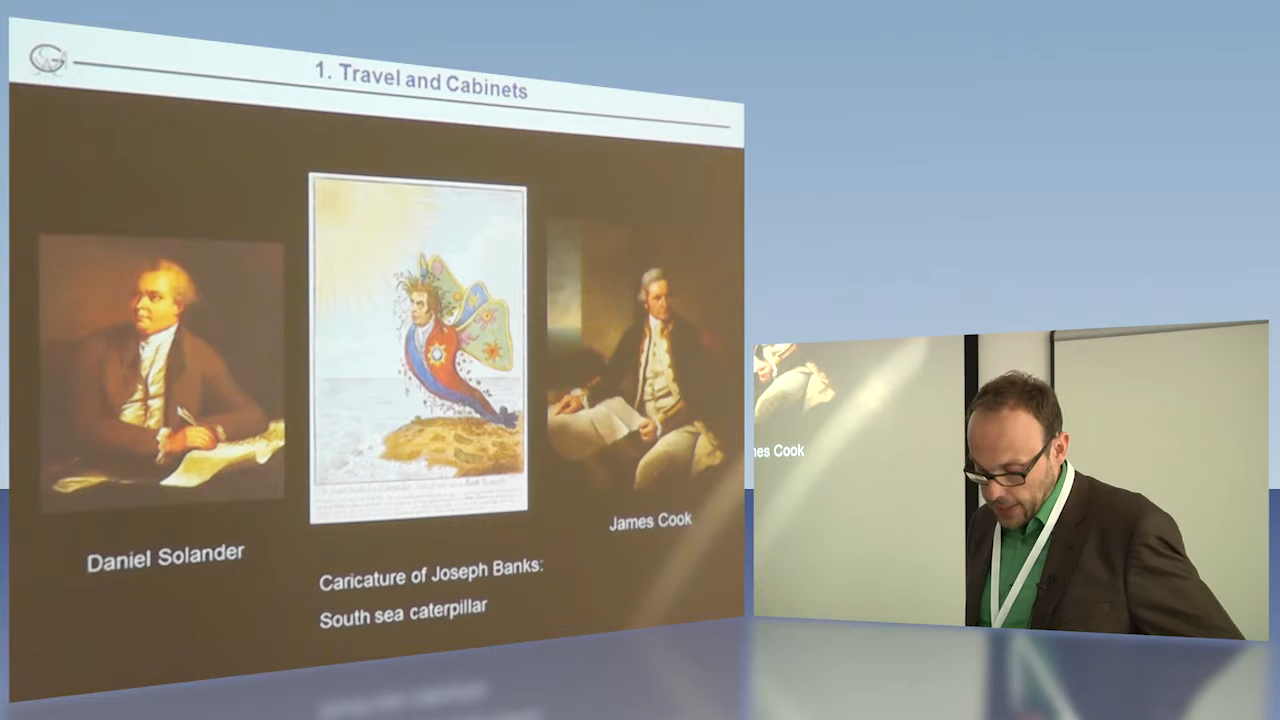 1. Travel and Cabinets
Daniel Solander
Caricature of Joseph Banks:
South sea caterpillar
James Cook
mes Cook